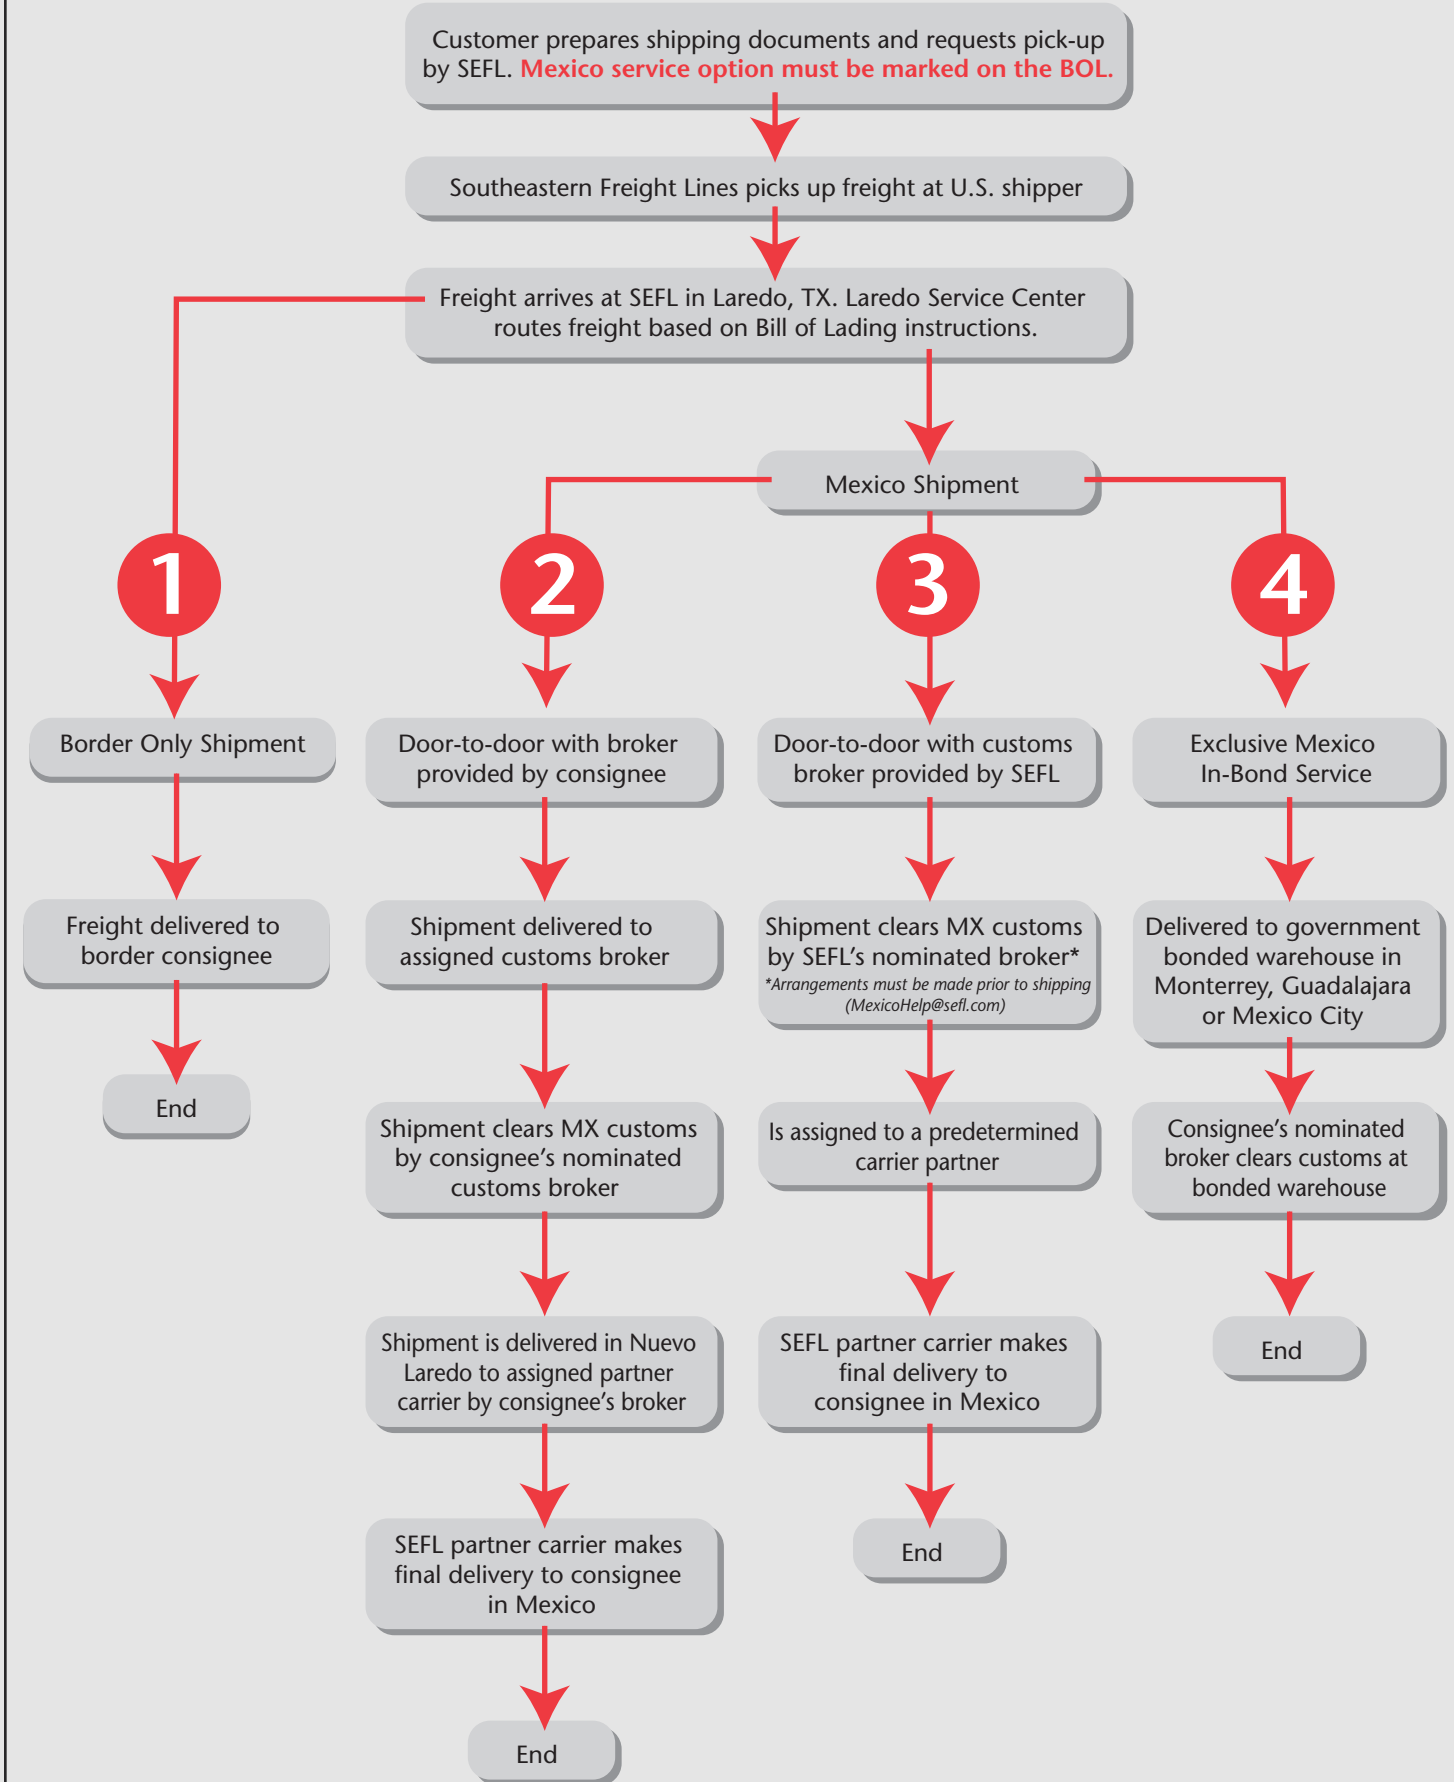 Customer prepares shipping documents and requests pick-up
by SEFL. Mexico service option must be marked on the BOL.
Southeastern Freight Lines picks up freight at U.S. shipper
Freight arrives at SEFL in Laredo, TX. Laredo Service Center
routes freight based on Bill of Lading instructions.
Mexico Shipment
1
Border Only Shipment
Freight delivered to
border consignee
End
2
Door-to-door with broker
provided by consignee
Shipment delivered to
assigned customs broker
Shipment clears MX customs
by consignee's nominated
customs broker
Shipment is delivered in Nuevo
Laredo to assigned partner
carrier by consignee's broker
SEFL partner carrier makes
final delivery to consignee
in Mexico
End
3
Door-to-door with customs
broker provided by SEFL
Shipment clears MX customs
by SEFL's nominated broker*
*Arrangements must be made prior to shipping
(MexicoHelp@sefl.com)
Is assigned to a predetermined
carrier partner
SEFL partner carrier makes
final delivery to
consignee in Mexico
End
4
Exclusive Mexico
In-Bond Service
Delivered to government
bonded warehouse in
Monterrey, Guadalajara
or Mexico City
Consignee's nominated
broker clears customs at
bonded warehouse
End